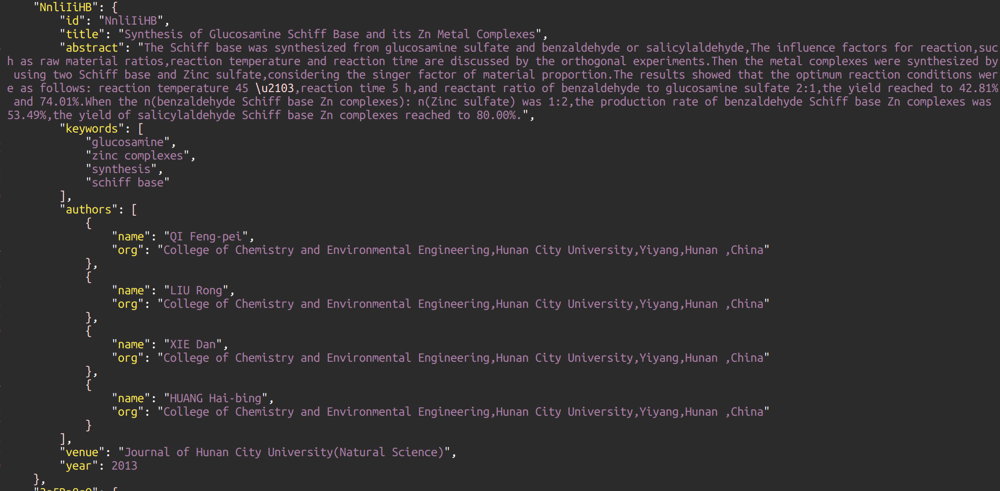 "NnliIiHB": {
"id": "NnliIiHB",
"title": "Synthesis of Glucosamine Schiff Base and its Zn Metal Complexes",
"abstract": "The Schiff base was synthesized from glucosamine sulfate and benzaldehyde or salicylaldehyde,The influence factors for reaction,suc
h as raw material ratios,reaction temperature and reaction time are discussed by the orthogonal experiments.Then the metal complexes were synthesized by
using two Schiff base and Zinc sulfate,considering the singer factor of material proportion.The results showed that the optimum reaction conditions wer
e as follows: reaction temperature 45 \u2103,reaction time 5 h,and reactant ratio of benzaldehyde to glucosamine sulfate 2:1,the yield reached to 42.81%
and 74.01%.When the n(benzaldehyde Schiff base Zn complexes): n(Zinc sulfate) was 1:2,the production rate of benzaldehyde Schiff base Zn complexes was
53.49%,the yield of salicylaldehyde Schiff base Zn complexes reached to 80.00%.",
"keywords": [
"glucosamine",
"zinc complexes",
"synthesis",
"schiff base"
],
"authors": [
{
"name": "QI Feng-pei",
"org": "College of Chemistry and Environmental Engineering,Hunan City University,Yiyang,Hunan ,China"
},
{
"name": "LIU Rong",
"org": "College of Chemistry and Environmental Engineering,Hunan City University,Yiyang,Hunan ,China"
},
{
"name": "XIE Dan",
"org": "College of Chemistry and Environmental Engineering,Hunan City University,Yiyang,Hunan ,China"
},
{
"name": "HUANG Hai-bing",
"org": "College of Chemistry and Environmental Engineering,Hunan City University,Yiyang,Hunan ,China"
}
],
"venue": "Journal of Hunan City University(Natural Science)",
"year": 2013
},